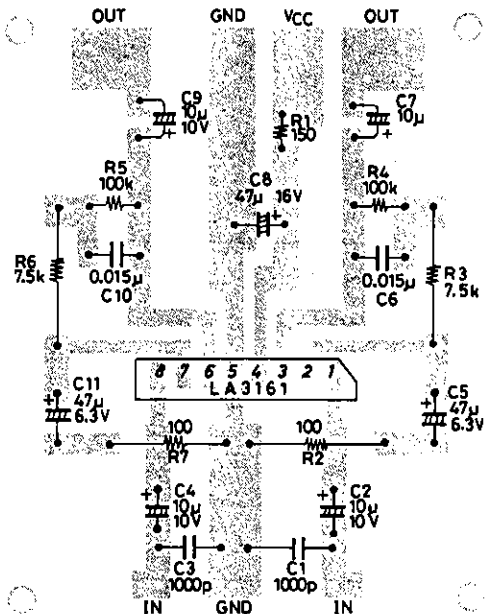 OUT GND VCC OUT
C9
10μ
10V
C7
10μ
R1
150
R5
100k
C8
47μ 16V
R4
100k
R6
7.5k
0.015μ
C10
0.015μ
C6
R3
7.5k
8 7 6 5 4 3 2 1
LA3161
C11
47μ
6.3V
C5
47μ
6.3V
100
R7
100
R2
C4
10μ
10V
C2
10μ
10V
C3
1000p
C1
1000p
IN GND IN